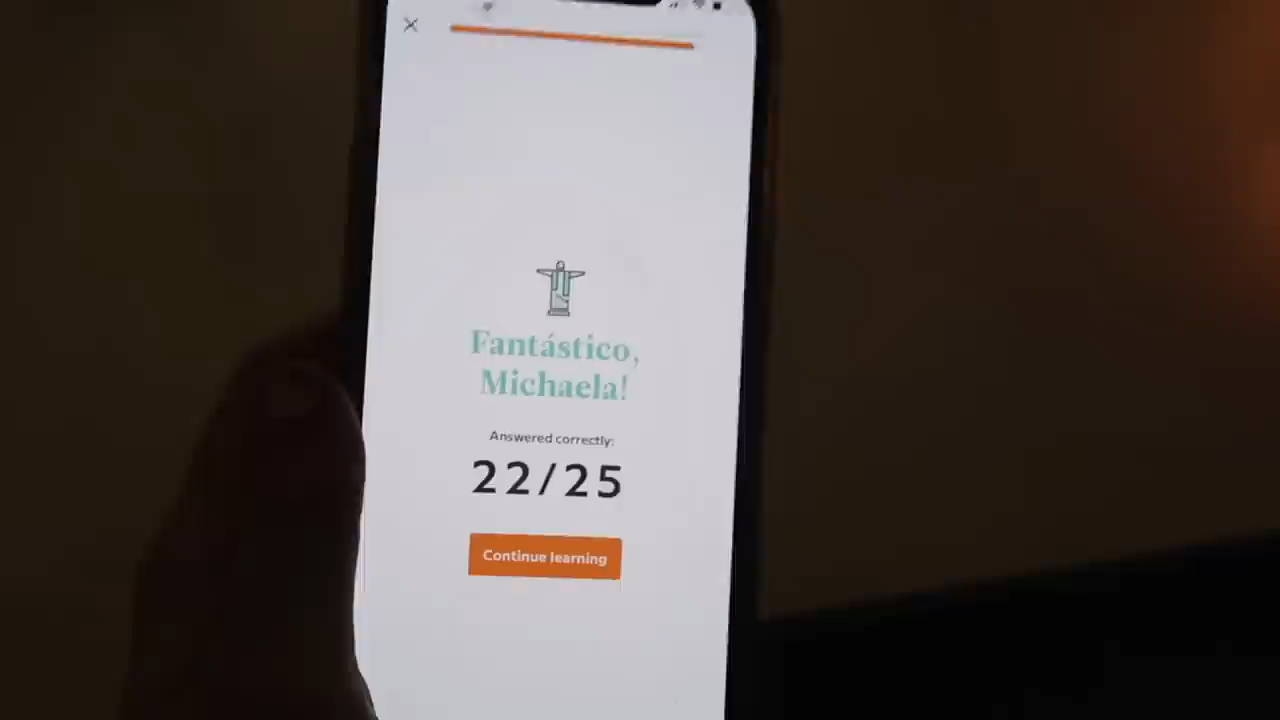 Fantástico,
Michaela!
Answered correctly:
22/25
Continue learning